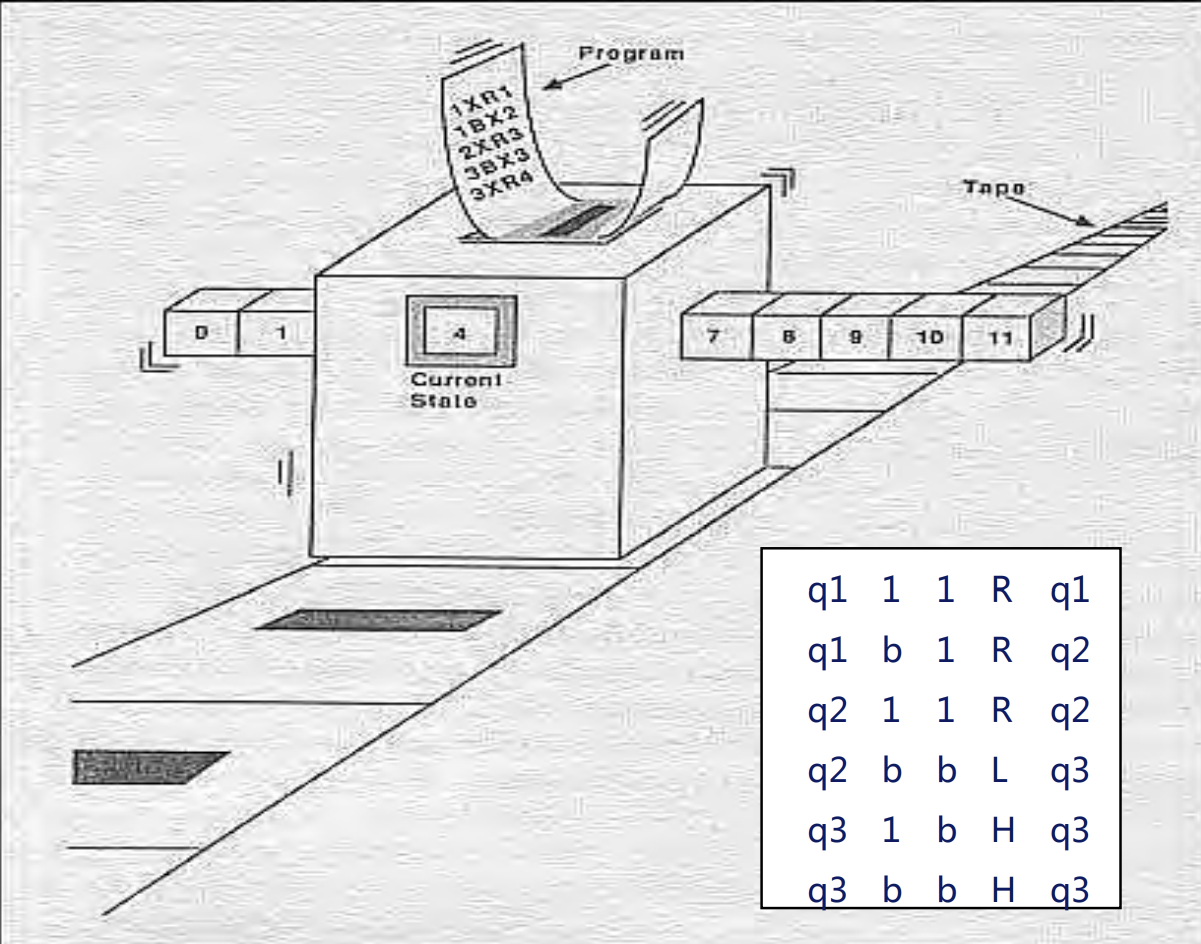 Program
1XR1
1BX2
2XR3
3BX3
3XR4
Tape
0 1
4
7 8 9 10 11
Current
State
q1 1 1 R q1
q1 b 1 R q2
q2 1 1 R q2
q2 b b L q3
q3 1 b H q3
q3 b b H q3